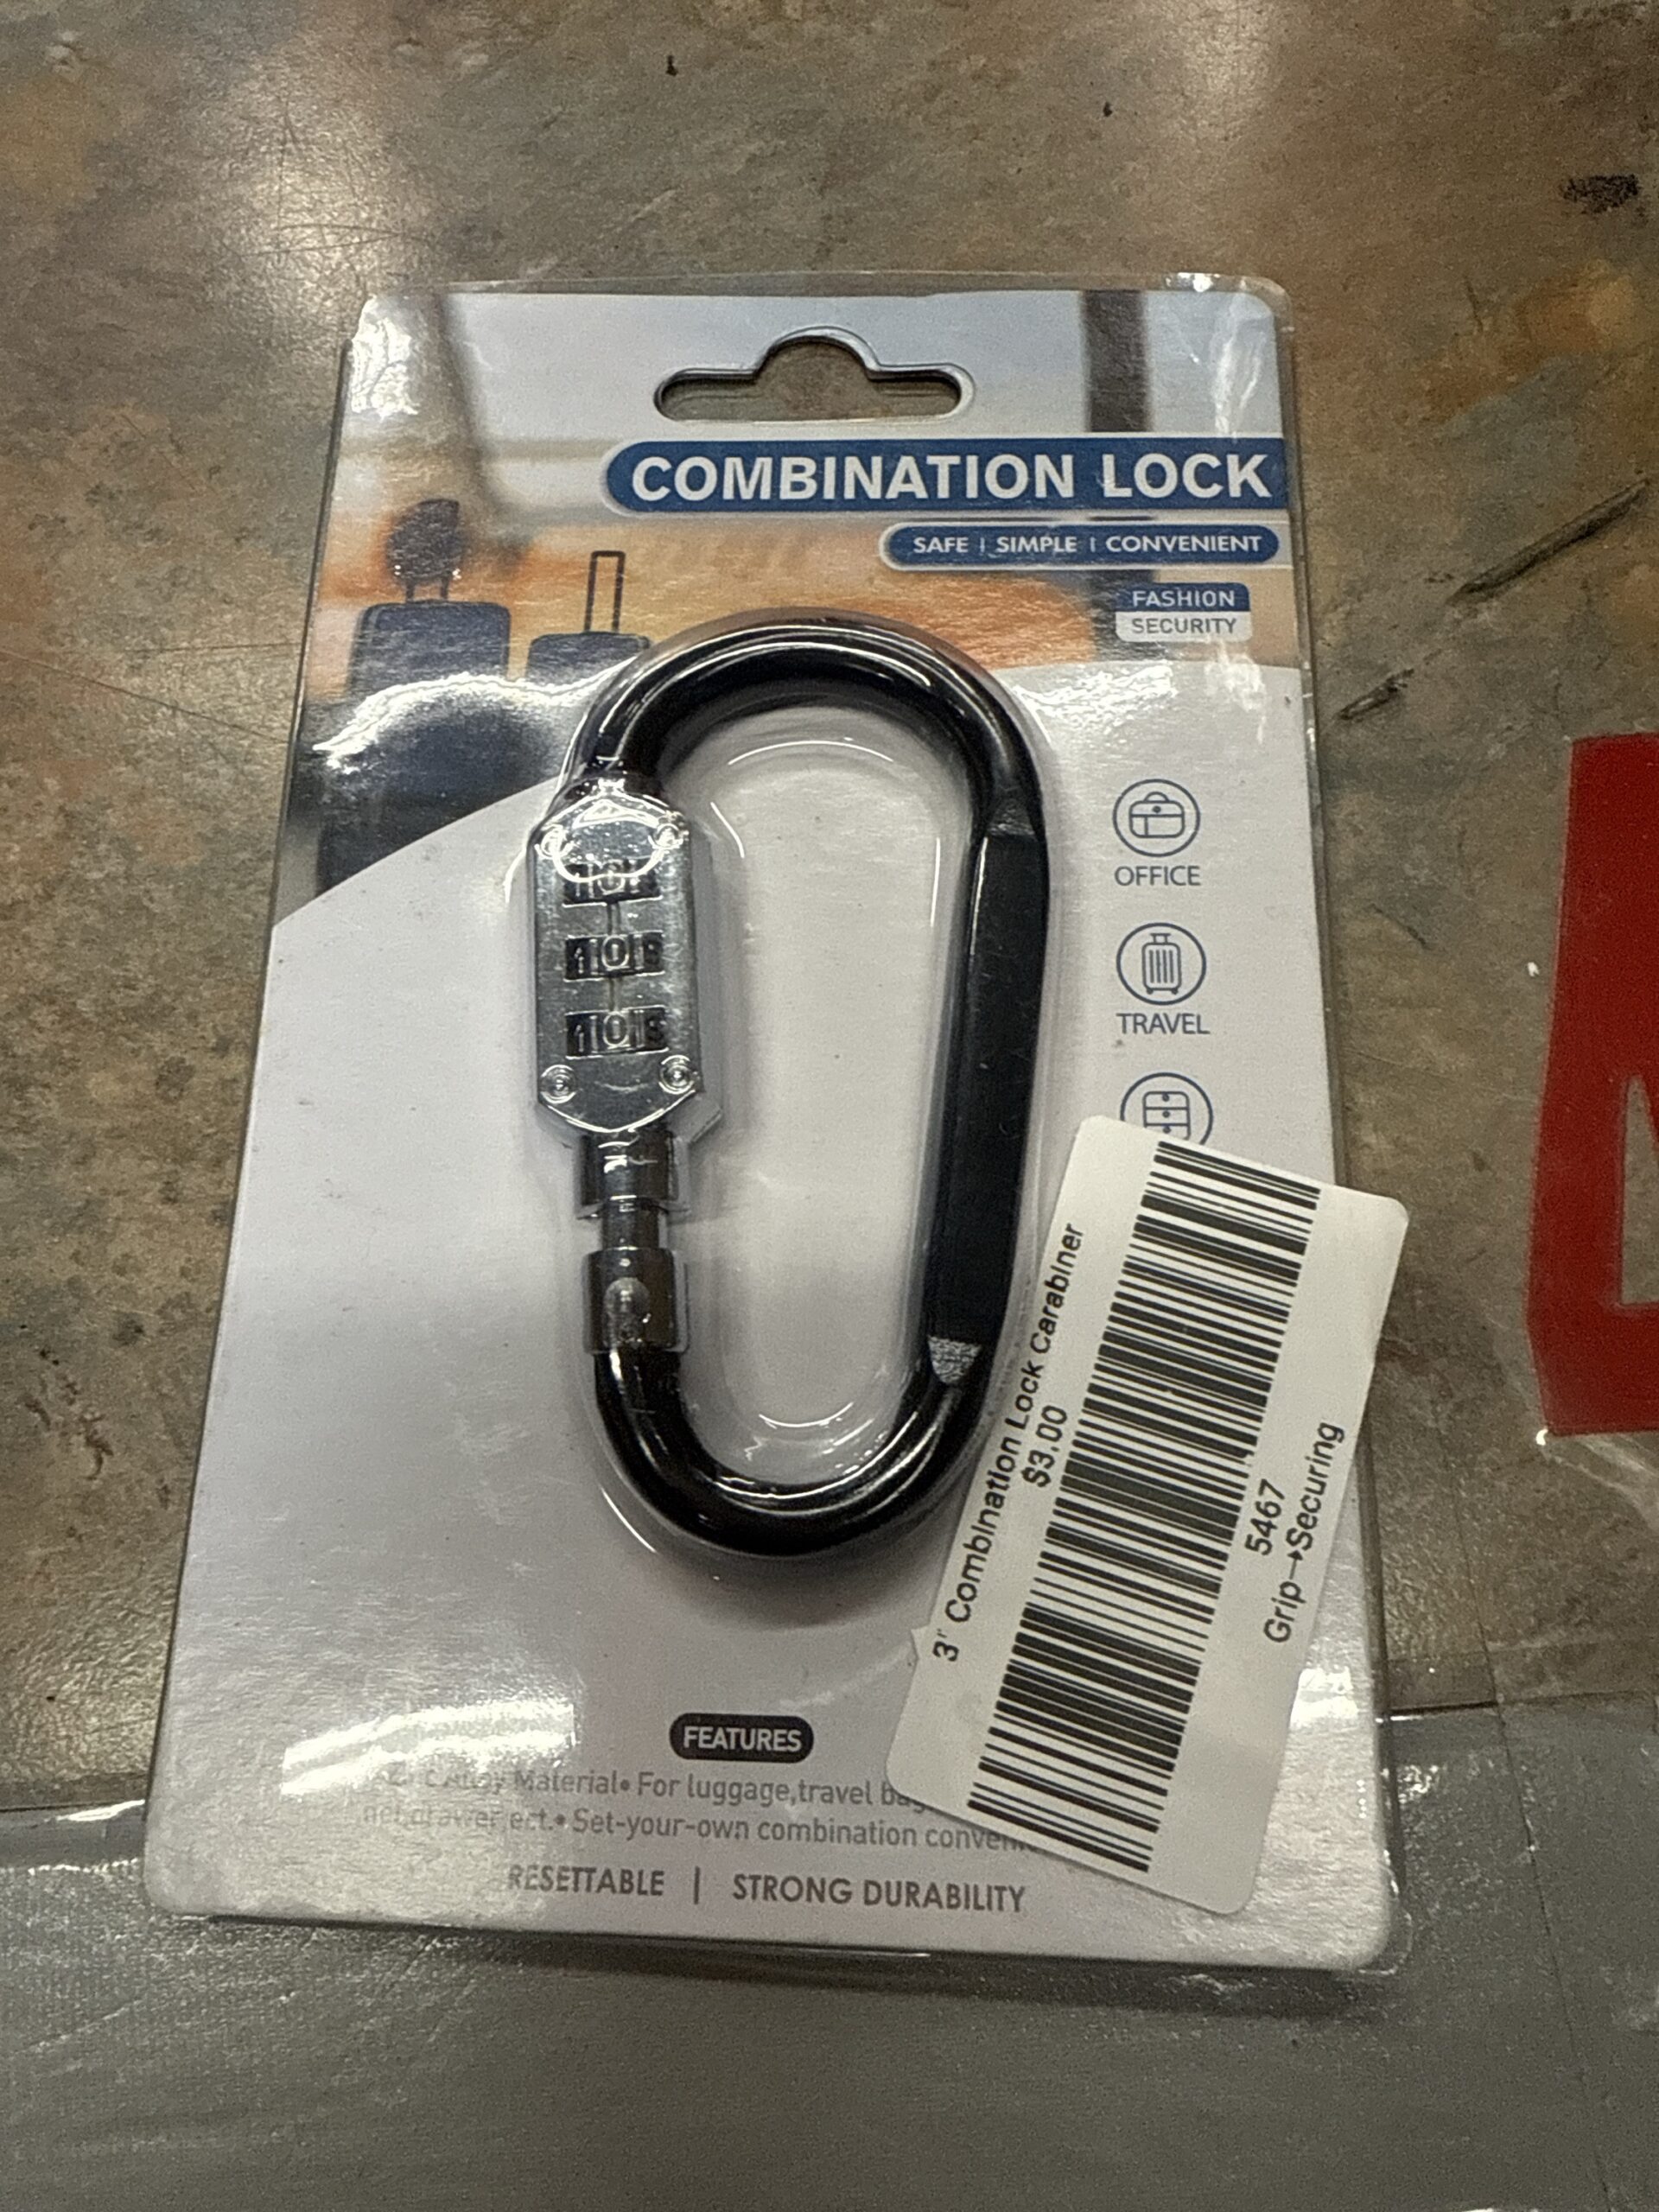 COMBINATION LOCK
SAFE | SIMPLE | CONVENIENT
FASHION
SECURITY
OFFICE
TRAVEL
3" Combination Lock Carabiner
$3.00
5467
Grip→Securing
FEATURES
Material• For luggage,travel
ect.• Set-your-own combination
RESETTABLE | STRONG DURABILITY